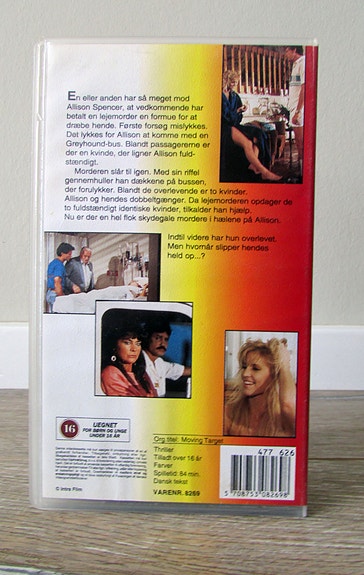 En eller anden har så meget mod
Allison Spencer, at vedkommende har
betalt en lejemorder en formue for at
dræbe hende. Første forsøg mislykkes.
Det lykkes for Allison at komme med en
Greyhound-bus. Blandt passagererne er
der en kvinde, der ligner Allison fuld-
stændigt.
Morderen slår til igen. Med sin riffel
gennemhuller han dækkene på bussen,
der forulykker. Blandt de overlevende er to kvinder.
Allison og hendes dobbeltgænger. Da lejemorderen opdager de
to fuldstændigt identiske kvinder, tilkalder han hjælp.
Nu er der en hel flok skydegale mordere i hælene på Allison.
Indtil videre har hun overlevet.
Men hvornår slipper hendes
held op...?
16
UEGNET
FOR BØRN OG UNGE
UNDER 16 ÅR
© Intra Film
Org.titel: Moving Target
Thriller
Tilladt over 16 år
Farver
Spilletid: 84 min.
Dansk tekst
VARENR. 8269
477 626
5 708753 082698